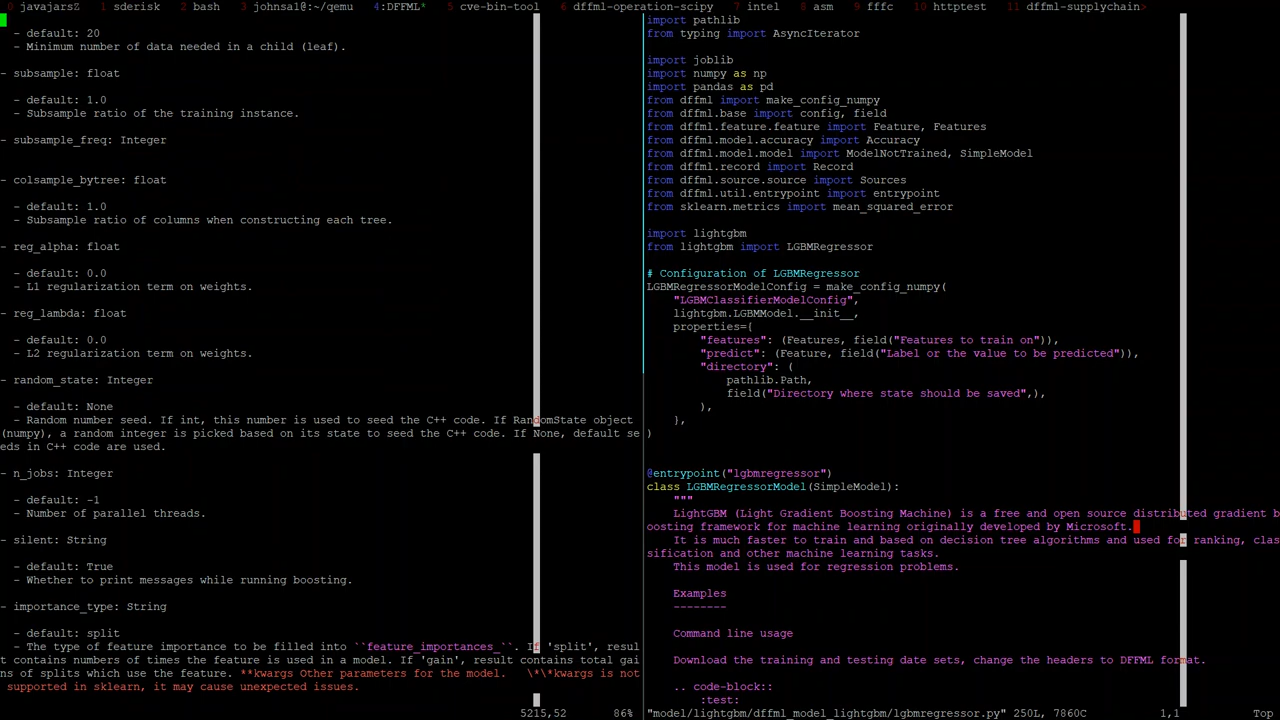 0 javajarsZ  1 sderisk  2 bash  3 johnsal@:~/qemu  4:DFFML*  5 cve-bin-tool  6 dffml-operation-scipy  7 intel  8 asm  9 fffc  10 httptest  11 dffml-supplychain>
- default: 20
- Minimum number of data needed in a child (leaf).
- subsample: float
- default: 1.0
- Subsample ratio of the training instance.
- subsample_freq: Integer
- colsample_bytree: float
- default: 1.0
- Subsample ratio of columns when constructing each tree.
- reg_alpha: float
- default: 0.0
- L1 regularization term on weights.
- reg_lambda: float
- default: 0.0
- L2 regularization term on weights.
- random_state: Integer
- default: None
- Random number seed. If int, this number is used to seed the C++ code. If RandomState object
(numpy), a random integer is picked based on its state to seed the C++ code. If None, default se
eds in C++ code are used.
- n_jobs: Integer
- default: -1
- Number of parallel threads.
- silent: String
- default: True
- Whether to print messages while running boosting.
- importance_type: String
- default: split
- The type of feature importance to be filled into ``feature_importances_``. If 'split', resul
t contains numbers of times the feature is used in a model. If 'gain', result contains total gai
ns of splits which use the feature. **kwargs Other parameters for the model.   \*\*kwargs is not
supported in sklearn, it may cause unexpected issues.
5215,52  86%
import pathlib
from typing import AsyncIterator
import joblib
import numpy as np
import pandas as pd
from dffml import make_config_numpy
from dffml.base import config, field
from dffml.feature.feature import Feature, Features
from dffml.model.accuracy import Accuracy
from dffml.model.model import ModelNotTrained, SimpleModel
from dffml.record import Record
from dffml.source.source import Sources
from dffml.util.entrypoint import entrypoint
from sklearn.metrics import mean_squared_error
import lightgbm
from lightgbm import LGBMRegressor
# Configuration of LGBMRegressor
LGBMRegressorModelConfig = make_config_numpy(
"LGBMClassifierModelConfig",
lightgbm.LGBMModel.__init__,
properties={
"features": (Features, field("Features to train on")),
"predict": (Feature, field("Label or the value to be predicted")),
"directory": (
pathlib.Path,
field("Directory where state should be saved",),
),
},
)
@entrypoint("lgbmregressor")
class LGBMRegressorModel(SimpleModel):
"""
LightGBM (Light Gradient Boosting Machine) is a free and open source distributed gradient b
oosting framework for machine learning originally developed by Microsoft.
It is much faster to train and based on decision tree algorithms and used for ranking, clas
sification and other machine learning tasks.
This model is used for regression problems.
Examples
--------
Command line usage
Download the training and testing date sets, change the headers to DFFML format.
.. code-block::
:test:
"model/lightgbm/dffml_model_lightgbm/lgbmregressor.py" 250L, 7860C  1,1  Top